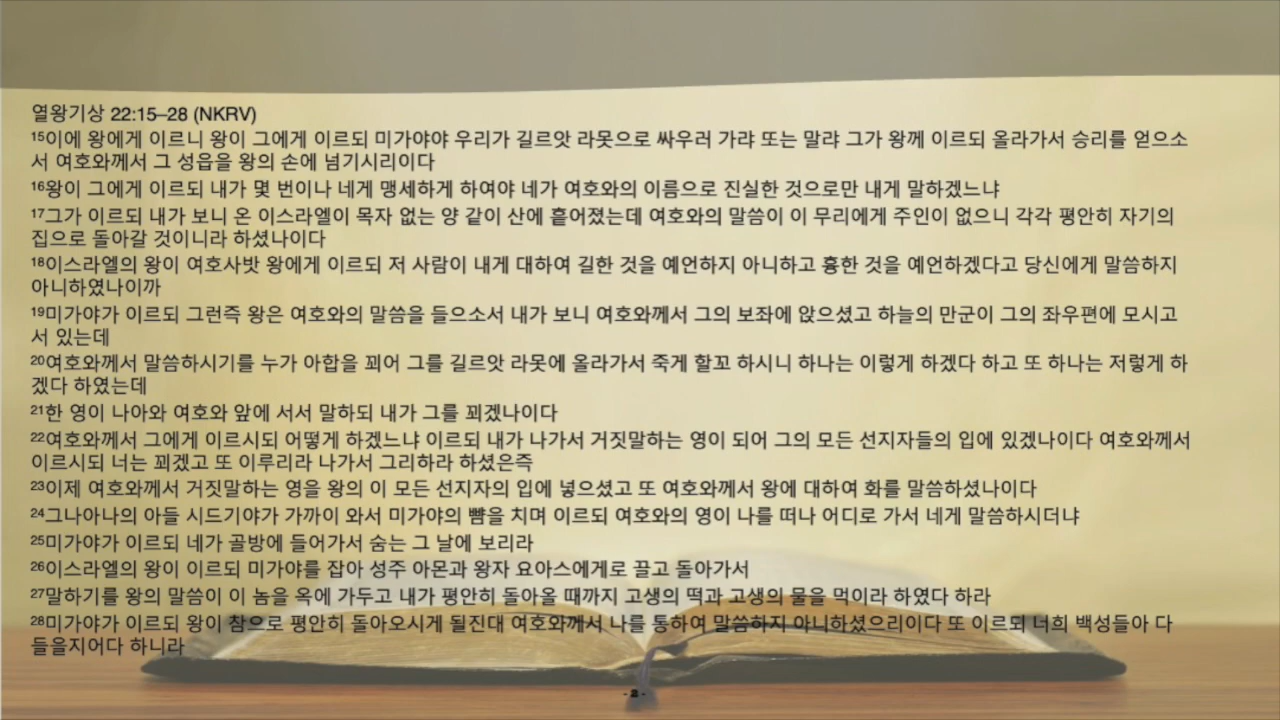 열왕기상 22:15–28 (NKRV)
¹⁵이에 왕에게 이르니 왕이 그에게 이르되 미가야야 우리가 길르앗 라못으로 싸우러 가랴 또는 말랴 그가 왕께 이르되 올라가서 승리를 얻으소
서 여호와께서 그 성읍을 왕의 손에 넘기시리이다
¹⁶왕이 그에게 이르되 내가 몇 번이나 네게 맹세하게 하여야 네가 여호와의 이름으로 진실한 것으로만 내게 말하겠느냐
¹⁷그가 이르되 내가 보니 온 이스라엘이 목자 없는 양 같이 산에 흩어졌는데 여호와의 말씀이 이 무리에게 주인이 없으니 각각 평안히 자기의
집으로 돌아갈 것이니라 하셨나이다
¹⁸이스라엘의 왕이 여호사밧 왕에게 이르되 저 사람이 내게 대하여 길한 것을 예언하지 아니하고 흉한 것을 예언하겠다고 당신에게 말씀하지
아니하였나이까
¹⁹미가야가 이르되 그런즉 왕은 여호와의 말씀을 들으소서 내가 보니 여호와께서 그의 보좌에 앉으셨고 하늘의 만군이 그의 좌우편에 모시고
서 있는데
²⁰여호와께서 말씀하시기를 누가 아합을 꾀어 그를 길르앗 라못에 올라가서 죽게 할꼬 하시니 하나는 이렇게 하겠다 하고 또 하나는 저렇게 하
겠다 하였는데
²¹한 영이 나아와 여호와 앞에 서서 말하되 내가 그를 꾀겠나이다
²²여호와께서 그에게 이르시되 어떻게 하겠느냐 이르되 내가 나가서 거짓말하는 영이 되어 그의 모든 선지자들의 입에 있겠나이다 여호와께서
이르시되 너는 꾀겠고 또 이루리라 나가서 그리하라 하셨은즉
²³이제 여호와께서 거짓말하는 영을 왕의 이 모든 선지자의 입에 넣으셨고 또 여호와께서 왕에 대하여 화를 말씀하셨나이다
²⁴그나아나의 아들 시드기야가 가까이 와서 미가야의 뺨을 치며 이르되 여호와의 영이 나를 떠나 어디로 가서 네게 말씀하시더냐
²⁵미가야가 이르되 네가 골방에 들어가서 숨는 그 날에 보리라
²⁶이스라엘의 왕이 이르되 미가야를 잡아 성주 아몬과 왕자 요아스에게로 끌고 돌아가서
²⁷말하기를 왕의 말씀이 이 놈을 옥에 가두고 내가 평안히 돌아올 때까지 고생의 떡과 고생의 물을 먹이라 하였다 하라
²⁸미가야가 이르되 왕이 참으로 평안히 돌아오시게 될진대 여호와께서 나를 통하여 말씀하지 아니하셨으리이다 또 이르되 너희 백성들아 다
들을지어다 하니라
- 2 -